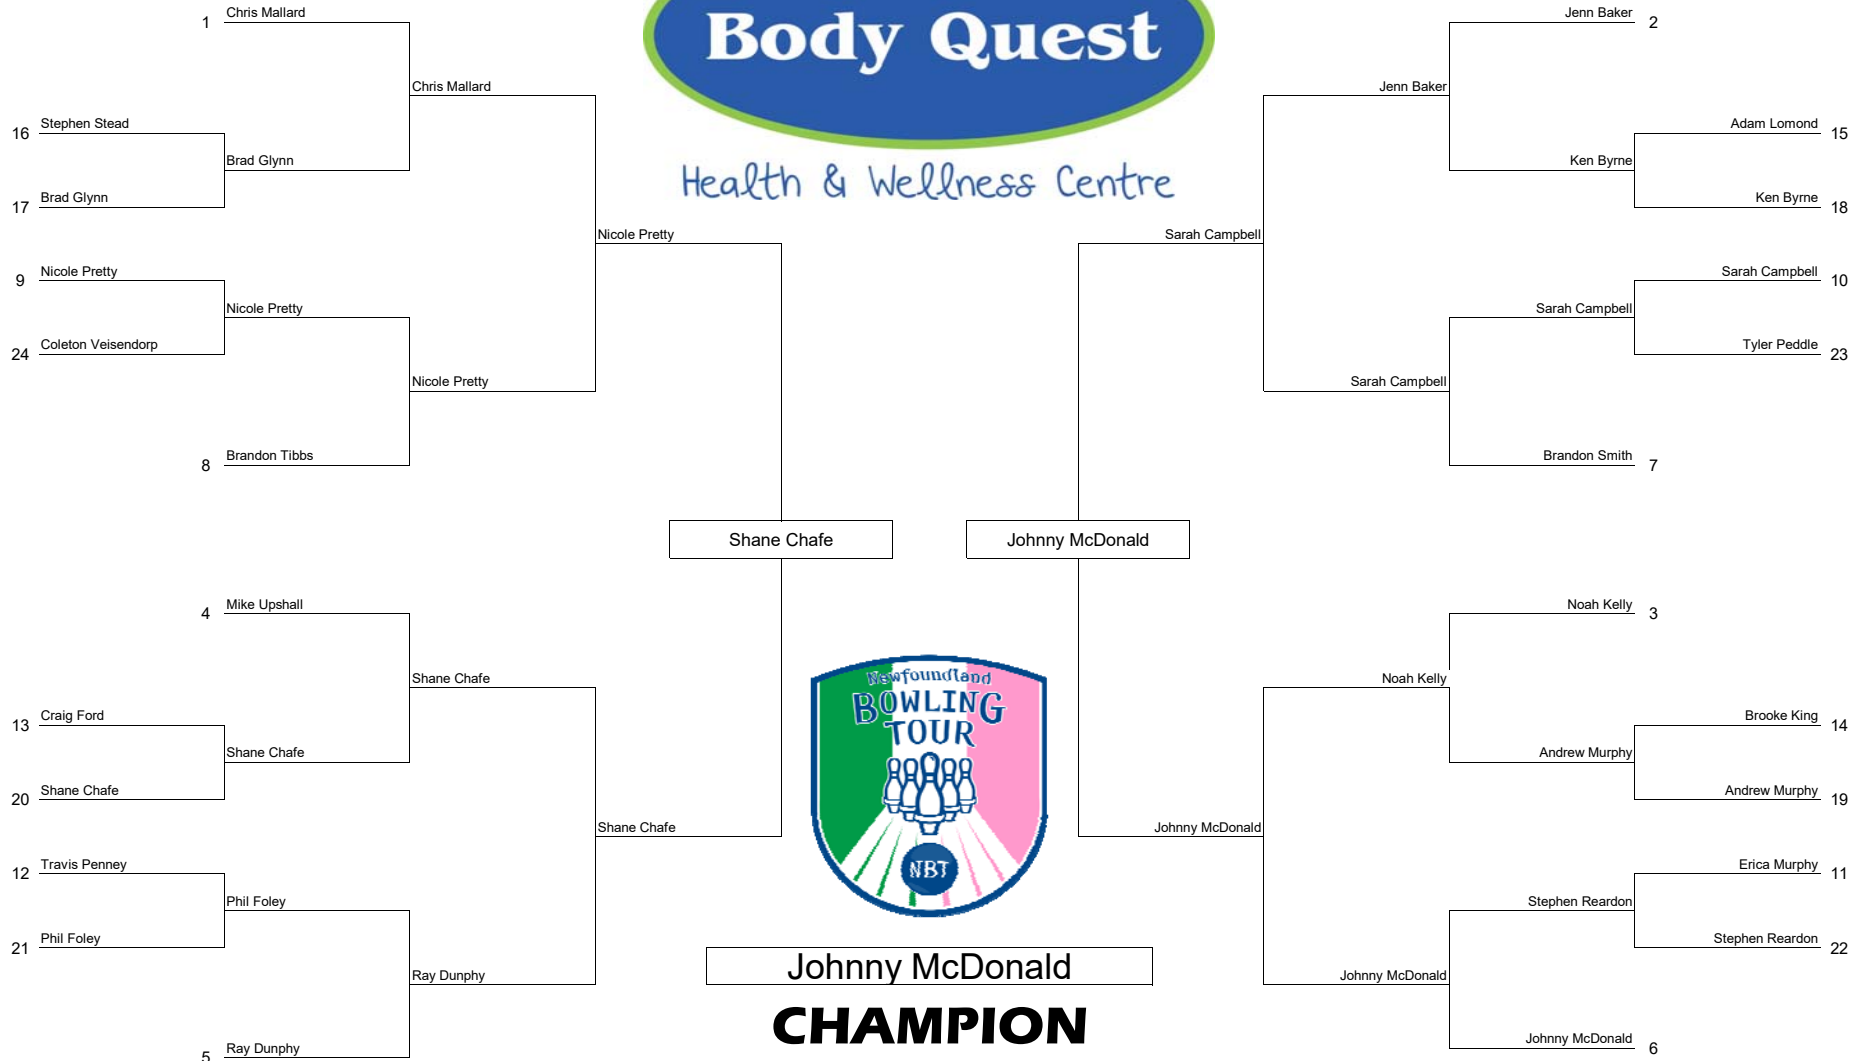 Body Quest
Health & Wellness Centre
1 Chris Mallard
Chris Mallard
16 Stephen Stead
Brad Glynn
17 Brad Glynn
Nicole Pretty
9 Nicole Pretty
Nicole Pretty
24 Coleton Veisendorp
Nicole Pretty
8 Brandon Tibbs
Shane Chafe
4 Mike Upshall
Shane Chafe
13 Craig Ford
Shane Chafe
20 Shane Chafe
Shane Chafe
12 Travis Penney
Phil Foley
21 Phil Foley
Ray Dunphy
5 Ray Dunphy
Jenn Baker 2
Jenn Baker
Adam Lomond 15
Ken Byrne
Ken Byrne 18
Sarah Campbell
Sarah Campbell 10
Sarah Campbell
Tyler Peddle 23
Sarah Campbell
Brandon Smith 7
Johnny McDonald
Noah Kelly 3
Noah Kelly
Brooke King 14
Andrew Murphy
Andrew Murphy 19
Johnny McDonald
Erica Murphy 11
Stephen Reardon
Stephen Reardon 22
Johnny McDonald
Johnny McDonald 6
Newfoundland
BOWLING
TOUR
NBT
Johnny McDonald
CHAMPION